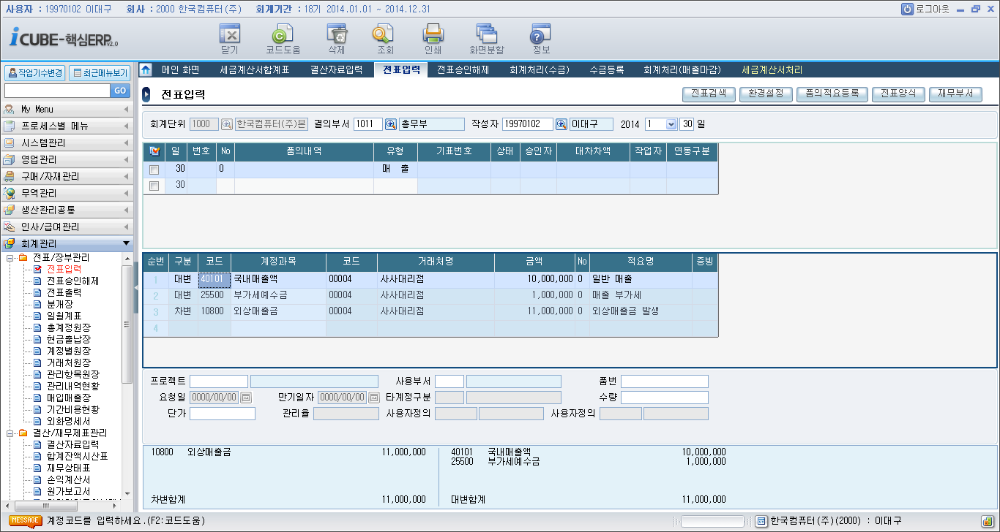 사용자 : 19970102 이대구 회사 : 2000 한국컴퓨터(주) 회계기간 : 18기 2014.01.01 ~ 2014.12.31 로그아웃
iCUBE-핵심ERP v2.0
닫기 코드도움 삭제 조회 인쇄 화면분할 정보
작업기수변경 최근메뉴보기
메인 화면 세금계산서합계표 결산자료입력 전표입력 전표승인해제 회계처리(수금) 수금등록 회계처리(매출마감) 세금계산서처리
GO
전표입력 전표검색 환경설정 품의적요등록 전표양식 재무부서
My Menu
프로세스별 메뉴
시스템관리
영업관리
구매/자재관리
무역관리
생산관리공통
인사/급여관리
회계관리
전표/장부관리
전표입력
전표승인해제
전표출력
분개장
일월계표
총계정원장
현금출납장
계정별원장
거래처원장
관리항목원장
관리내역현황
매입매출장
기간비용현황
외화명세서
결산/재무제표관리
결산자료입력
합계잔액시산표
재무상태표
손익계산서
원가보고서
회계단위 1000 한국컴퓨터(주)본 결의부서 1011 총무부 작성자 19970102 이대구 2014 1 30 일
일 번호 No 품의내역 유형 기표번호 상태 승인자 대차차액 작업자 연동구분
30 0 매 출
30
순번 구분 코드 계정과목 코드 거래처명 금액 No 적요명 증빙
1 대변 40101 국내매출액 00004 사사대리점 10,000,000 0 일반 매출
2 대변 25500 부가세예수금 00004 사사대리점 1,000,000 0 매출 부가세
3 차변 10800 외상매출금 00004 사사대리점 11,000,000 0 외상매출금 발생
4
프로젝트 사용부서 품번
요청일 0000/00/00 만기일자 0000/00/00 타계정구분 수량
단가 관리율 사용자정의 사용자정의
10800 외상매출금 11,000,000 40101 국내매출액 10,000,000
25500 부가세예수금 1,000,000
차변합계 11,000,000 대변합계 11,000,000
MESSAGE 계정코드를 입력하세요.(F2:코드도움) 한국컴퓨터(주)(2000) : 이대구